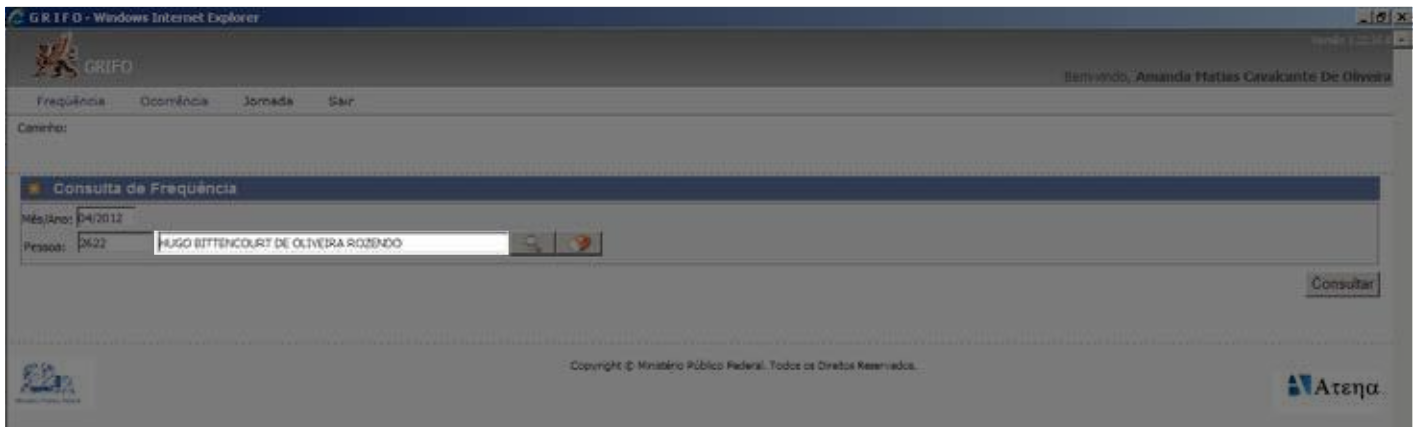 G R I F O - Windows Internet Explorer
GRIFO
Bem-vindo, Amanda Matias Cavalcante De Oliveira
Freqüência Ocorrência Jornada Sair
Caminho:
Consulta de Frequência
Mês/Ano: 04/2012
Pessoa: 2622 HUGO BITTENCOURT DE OLIVEIRA ROZENDO
Consultar
Copyright © Ministério Público Federal. Todos os Direitos Reservados.
Atenα